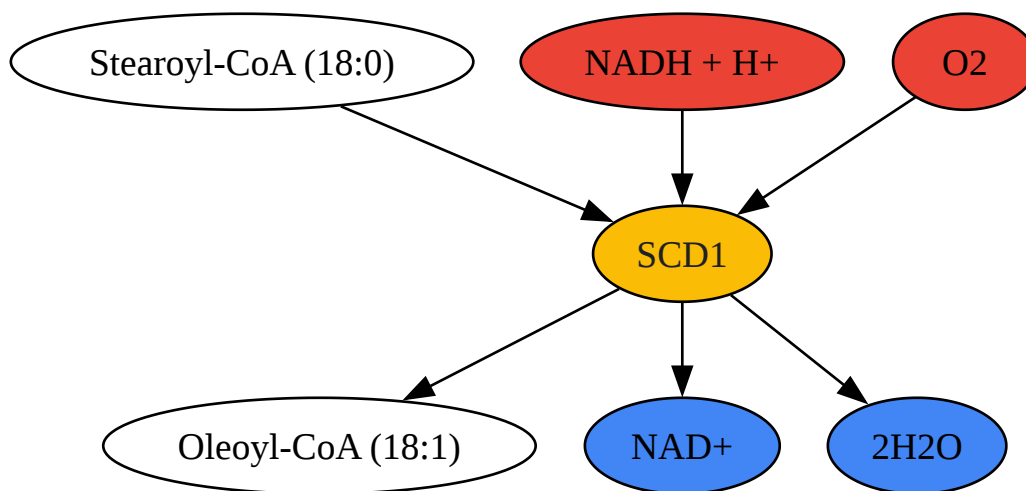 Stearoyl-CoA (18:0)
NADH + H+
O2
SCD1
Oleoyl-CoA (18:1)
NAD+
2H2O